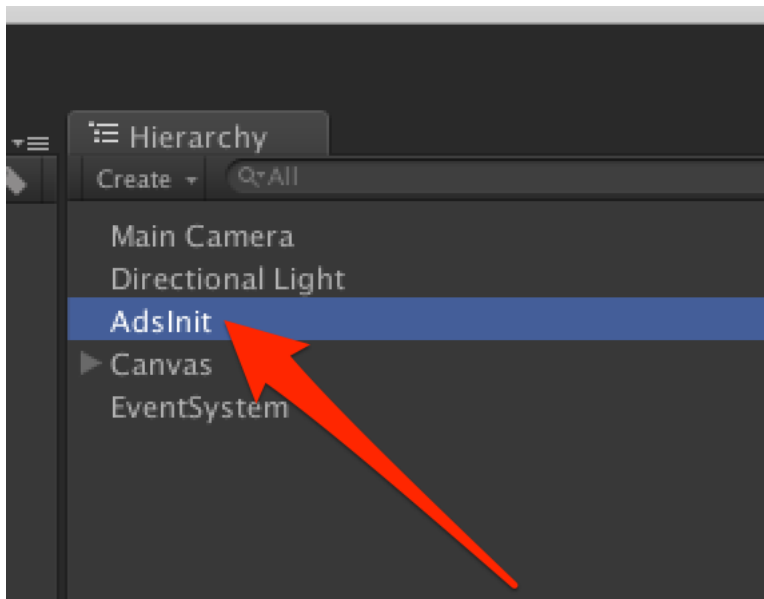 Hierarchy
Create All
Main Camera
Directional Light
AdsInit
Canvas
EventSystem